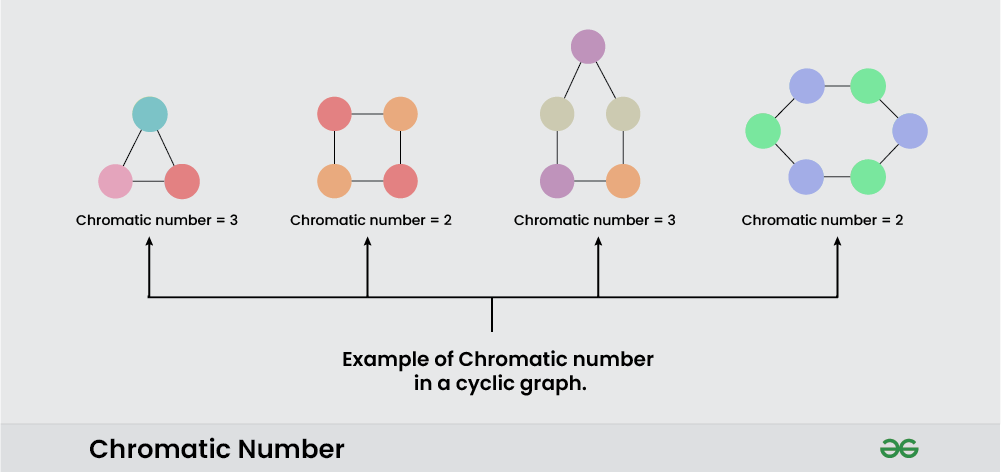 Chromatic number = 3
Chromatic number = 2
Chromatic number = 3
Chromatic number = 2
Example of Chromatic number
in a cyclic graph.
Chromatic Number